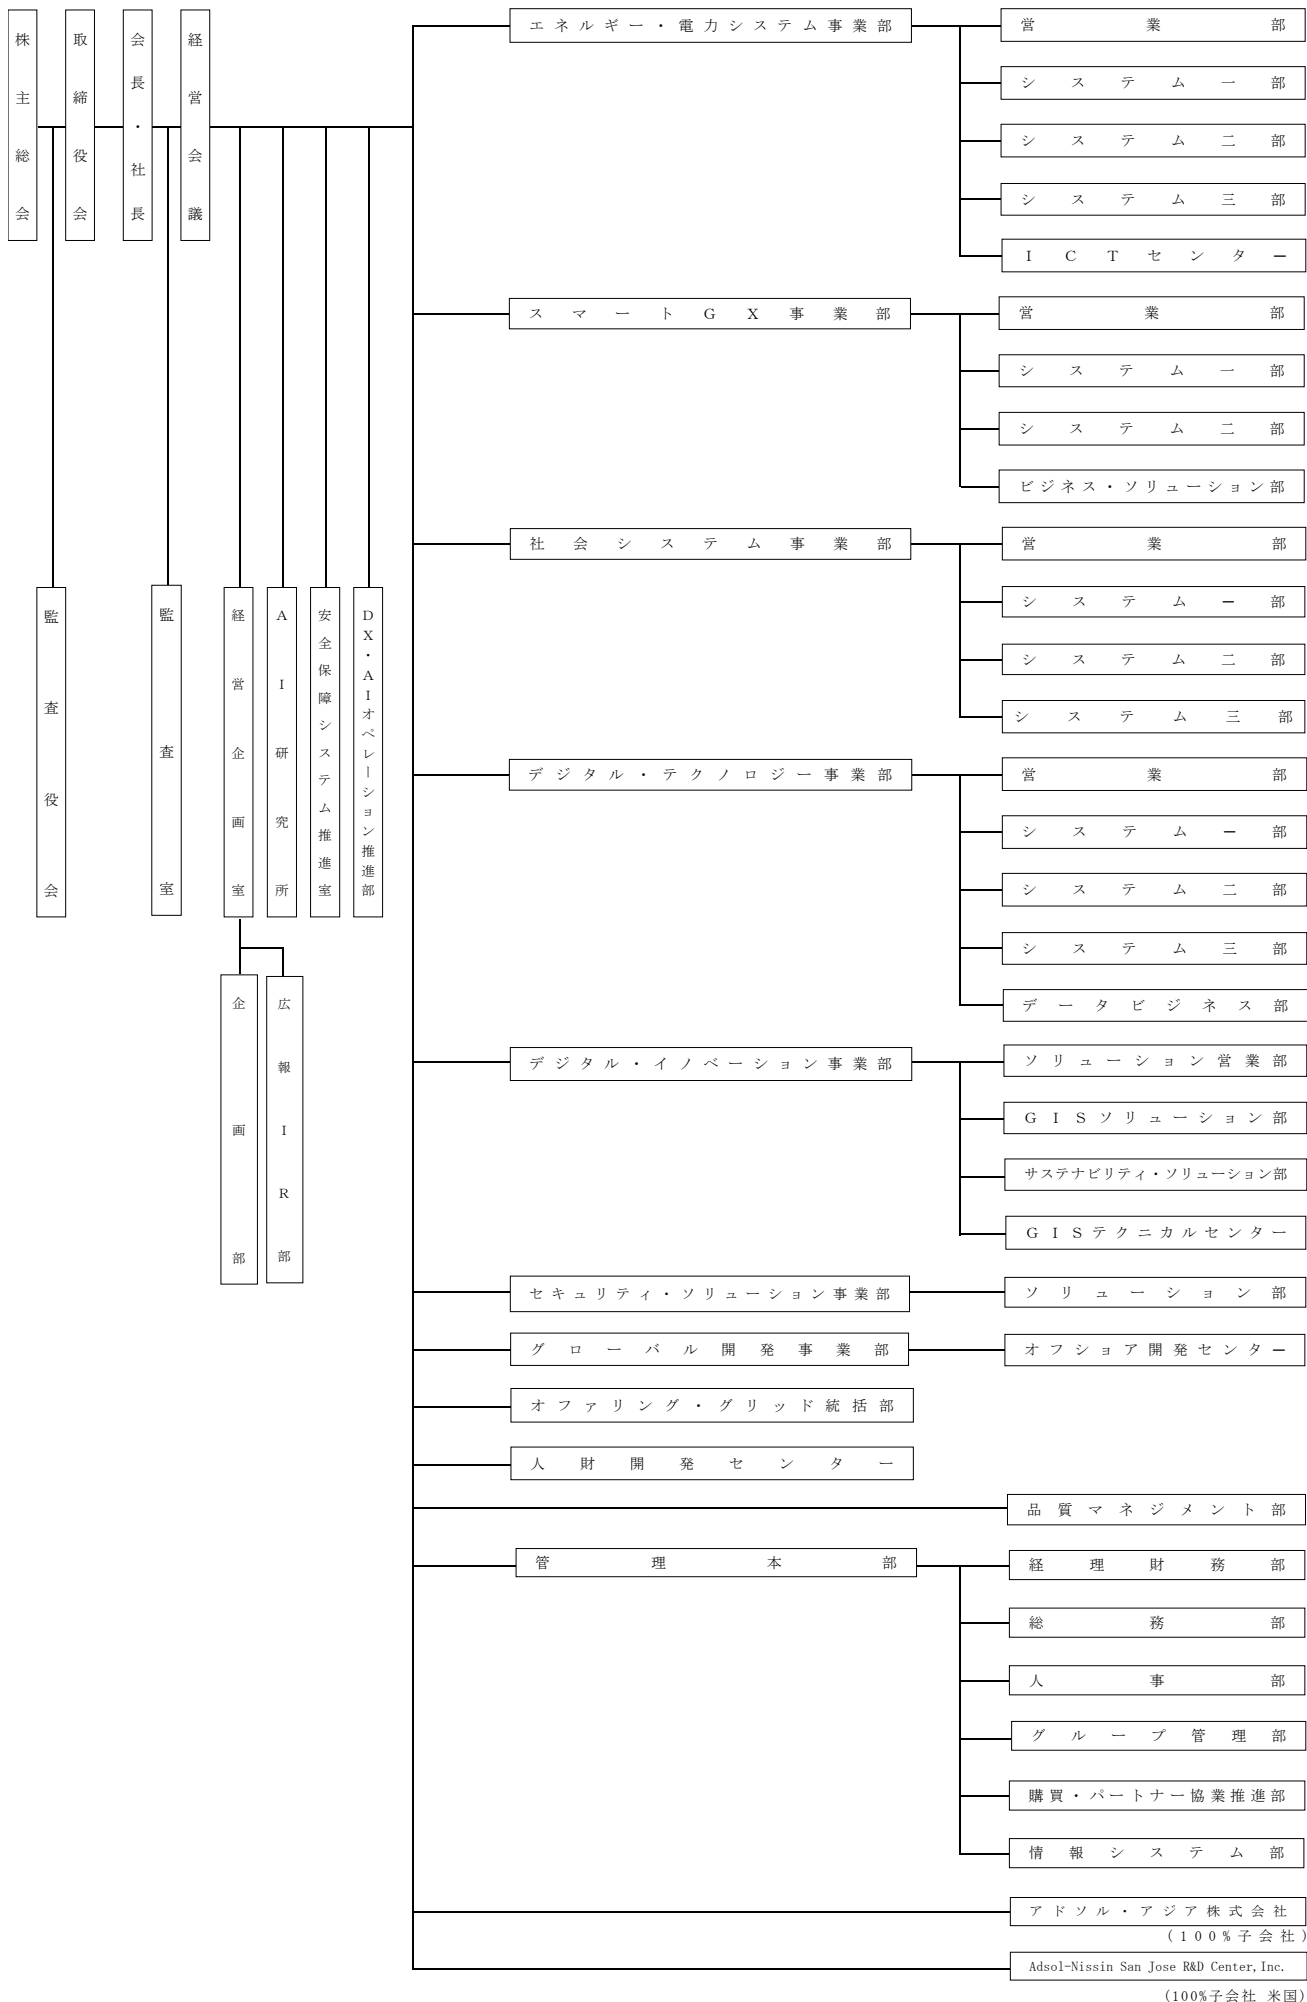 株主総会
取締役会
会長・社長
経営会議
監査役会
監査室
経営企画室
AI研究所
安全保障システム推進室
DX・AIオペレーション推進部
企画部
広報IR部
エネルギー・電力システム事業部
営業部
システム一部
システム二部
システム三部
ICTセンター
スマートGX事業部
営業部
システム一部
システム二部
ビジネス・ソリューション部
社会システム事業部
営業部
システム一部
システム二部
システム三部
デジタル・テクノロジー事業部
営業部
システム一部
システム二部
システム三部
データビジネス部
デジタル・イノベーション事業部
ソリューション営業部
GISソリューション部
サステナビリティ・ソリューション部
GISテクニカルセンター
セキュリティ・ソリューション事業部
ソリューション部
グローバル開発事業部
オフショア開発センター
オファリング・グリッド統括部
人財開発センター
品質マネジメント部
管理本部
経理財務部
総務部
人事部
グループ管理部
購買・パートナー協業推進部
情報システム部
アドソル・アジア株式会社
(100%子会社)
Adsol-Nissin San Jose R&D Center,Inc.
(100%子会社 米国)